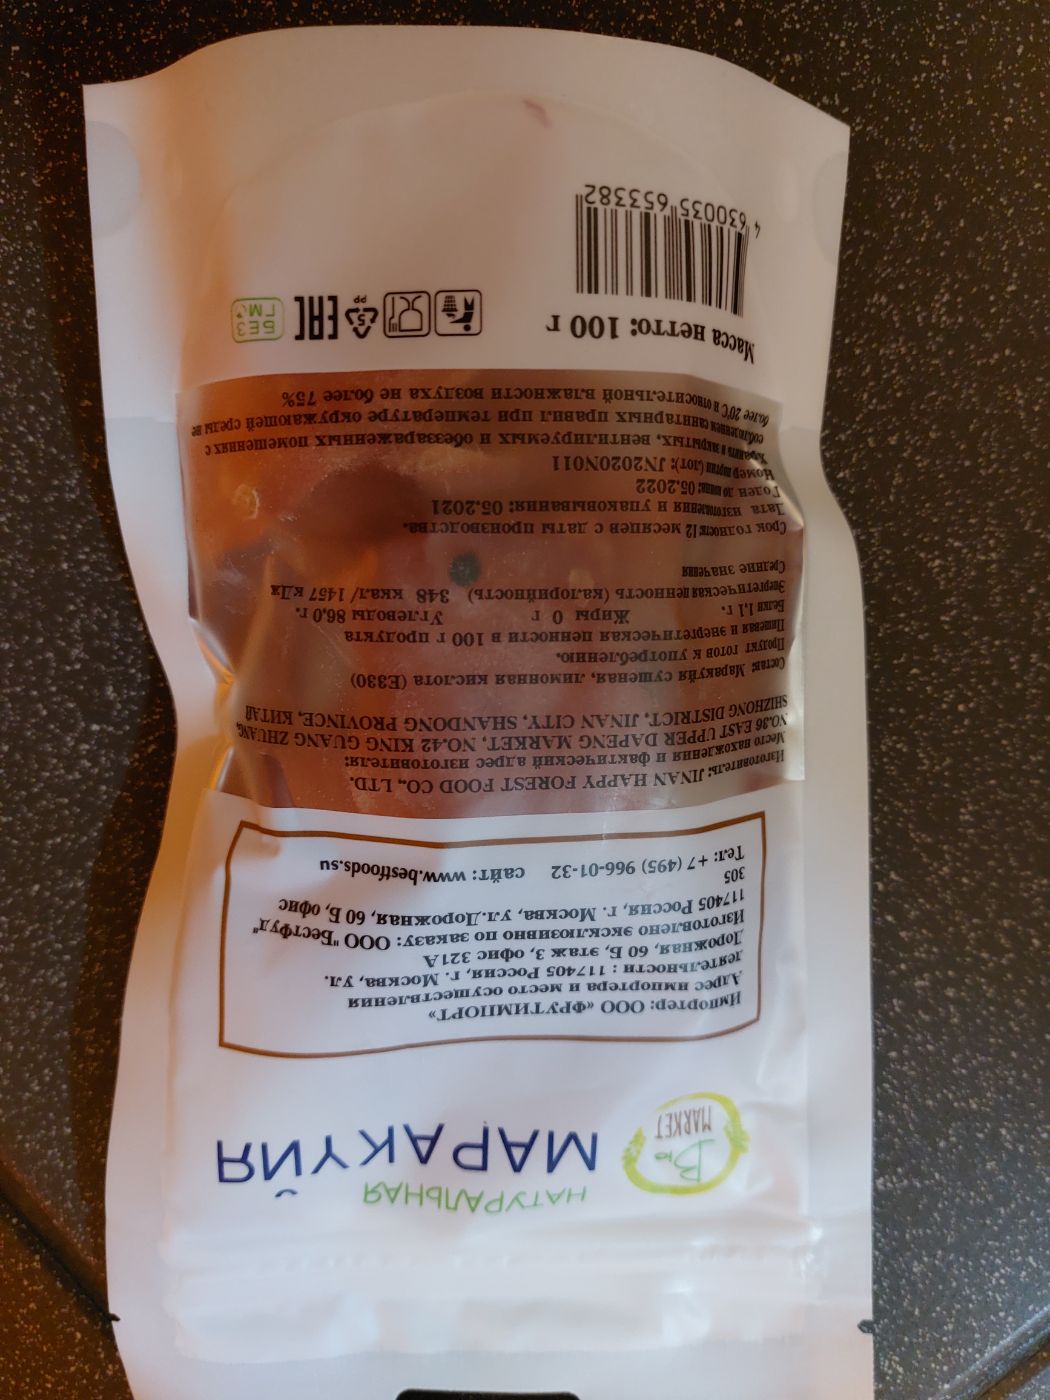 НАТУРАЛЬНАЯ
МАРАКУЙЯ
Вю
MARKET
Импортер: ООО «ФРУТИМПОРТ»
Адрес импортера и место осуществления
деятельности : 117405 Россия, г. Москва, ул.
Дорожная, 60 Б, этаж 3, офис 321А
Изготовлено эксклюзивно по заказу: ООО "Бестфуд"
117405 Россия, г. Москва, ул.Дорожная, 60 Б, офис
305
Тел: +7 (495) 966-01-32 сайт: www.bestfoods.su
Изготовитель: JINAN HAPPY FOREST FOOD CO., LTD.
Место нахождения и фактический адрес изготовителя:
NO.36 EAST UPPER DAPENG MARKET, NO.42 KING GUANG ZHUANG,
SHIZHONG DISTRICT, JINAN CITY, SHANDONG PROVINCE, КИТАЙ
Состав: Маракуйя сушеная, лимонная кислота (Е330)
Продукт готов к употреблению.
Пищевая и энергетическая ценности в 100 г продукта
Белки 1.1 г. Жиры 0 г Углеводы 86,0 г.
Энергетическая ценность (калорийность) 348 ккал/ 1457 кДж
Средние значения
Срок годности: 12 месяцев с даты производства.
Дата изготовления и упаковывания: 05.2021
Годен до конца: 05.2022
Номер партии (лот): JN2020N011
Хранить в закрытых, вентилируемых и обеззараженных помещениях с
соблюдением санитарных правил при температуре окружающей среды не
более 20°С и относительной влажности воздуха не более 75%
Масса нетто: 100 г
5
PP
EAC
БЕЗ
ГМО
4 630035 653382